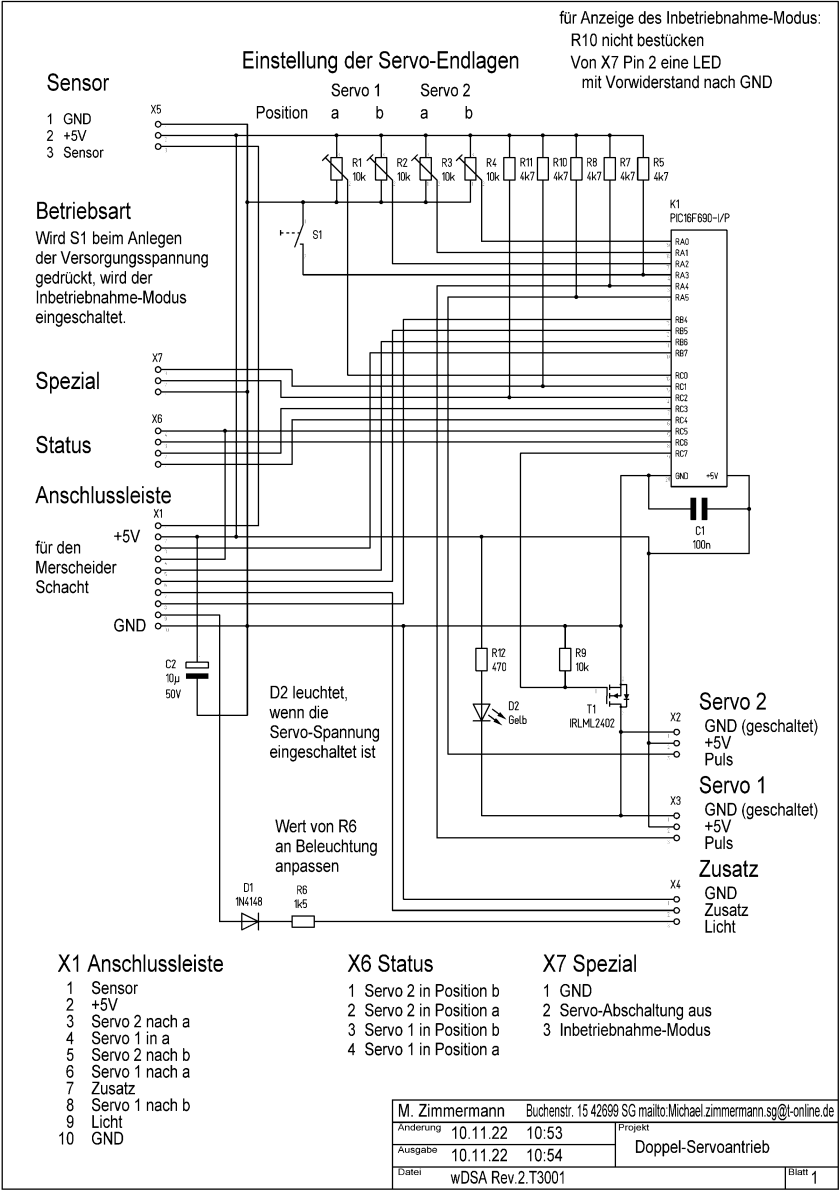 für Anzeige des Inbetriebnahme-Modus:
R10 nicht bestücken
Von X7 Pin 2 eine LED
mit Vorwiderstand nach GND
Einstellung der Servo-Endlagen
Servo 1 Servo 2
Position a b a b
Sensor
1 GND
2 +5V
3 Sensor
X5
R1 10k
R2 10k
R3 10k
R4 10k
R11 4k7
R10 4k7
R8 4k7
R7 4k7
R5 4k7
K1
PIC16F690-I/P
Betriebsart
Wird S1 beim Anlegen
der Versorgungsspannung
gedrückt, wird der
Inbetriebnahme-Modus
eingeschaltet.
S1
RA0
RA1
RA2
RA3
RA4
RA5
RB4
RB5
RB6
RB7
RC0
RC1
RC2
RC3
RC4
RC5
RC6
RC7
GND +5V
X7
Spezial
X6
Status
Anschlussleiste
X1
+5V
für den
Merscheider
Schacht
GND
C1
100n
C2
10µ
50V
R12
470
R9
10k
D2 leuchtet,
wenn die
Servo-Spannung
eingeschaltet ist
D2
Gelb
T1
IRLML2402
Servo 2
X2
GND (geschaltet)
+5V
Puls
Servo 1
X3
GND (geschaltet)
+5V
Puls
Wert von R6
an Beleuchtung
anpassen
Zusatz
X4
GND
Zusatz
Licht
D1
1N4148
R6
1k5
X1 Anschlussleiste
1 Sensor
2 +5V
3 Servo 2 nach a
4 Servo 1 in a
5 Servo 2 nach b
6 Servo 1 nach a
7 Zusatz
8 Servo 1 nach b
9 Licht
10 GND
X6 Status
1 Servo 2 in Position b
2 Servo 2 in Position a
3 Servo 1 in Position b
4 Servo 1 in Position a
X7 Spezial
1 GND
2 Servo-Abschaltung aus
3 Inbetriebnahme-Modus
M. Zimmermann Buchenstr. 15 42699 SG mailto:Michael.zimmermann.sg@t-online.de
Änderung 10.11.22 10:53
Projekt
Doppel-Servoantrieb
Ausgabe 10.11.22 10:54
Datei wDSA Rev.2.T3001
Blatt 1